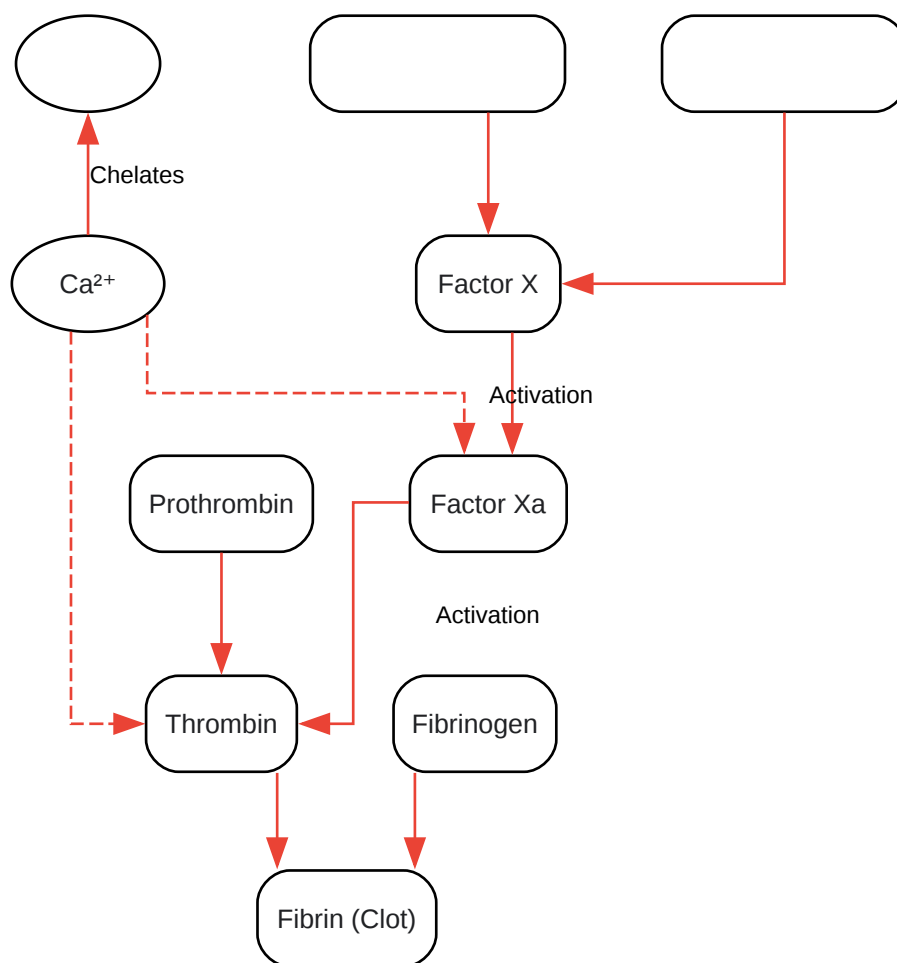 Chelates
Ca²⁺
Factor X
Activation
Prothrombin
Factor Xa
Activation
Thrombin
Fibrinogen
Fibrin (Clot)